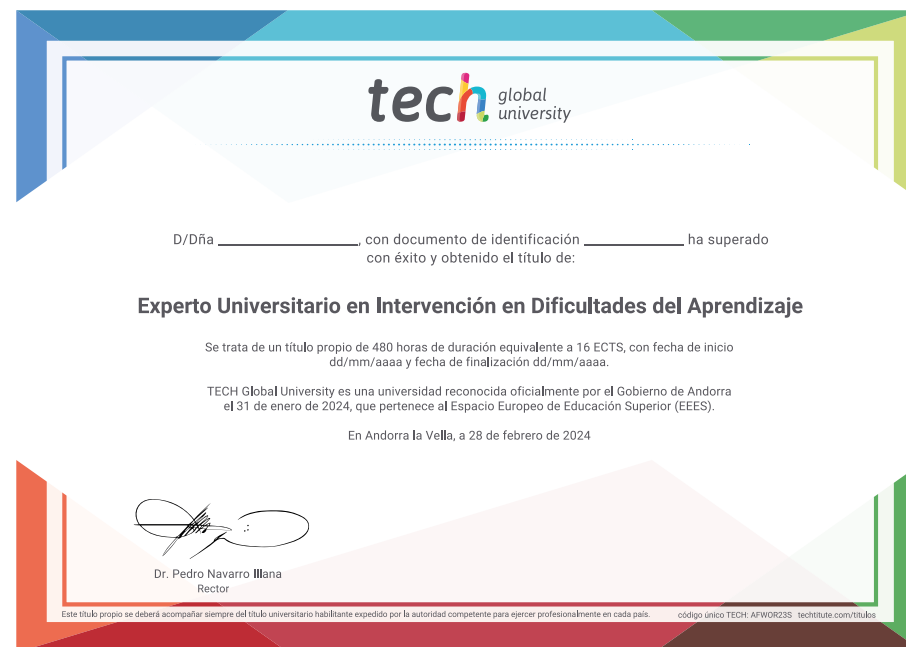 tech global university
D/Dña ____________________, con documento de identificación ______________ ha superado
con éxito y obtenido el título de:
Experto Universitario en Intervención en Dificultades del Aprendizaje
Se trata de un título propio de 480 horas de duración equivalente a 16 ECTS, con fecha de inicio
dd/mm/aaaa y fecha de finalización dd/mm/aaaa.
TECH Global University es una universidad reconocida oficialmente por el Gobierno de Andorra
el 31 de enero de 2024, que pertenece al Espacio Europeo de Educación Superior (EEES).
En Andorra la Vella, a 28 de febrero de 2024
Dr. Pedro Navarro Illana
Rector
Este título propio se deberá acompañar siempre del título universitario habilitante expedido por la autoridad competente para ejercer profesionalmente en cada país.
código único TECH: AFWOR23S techtitute.com/titulos